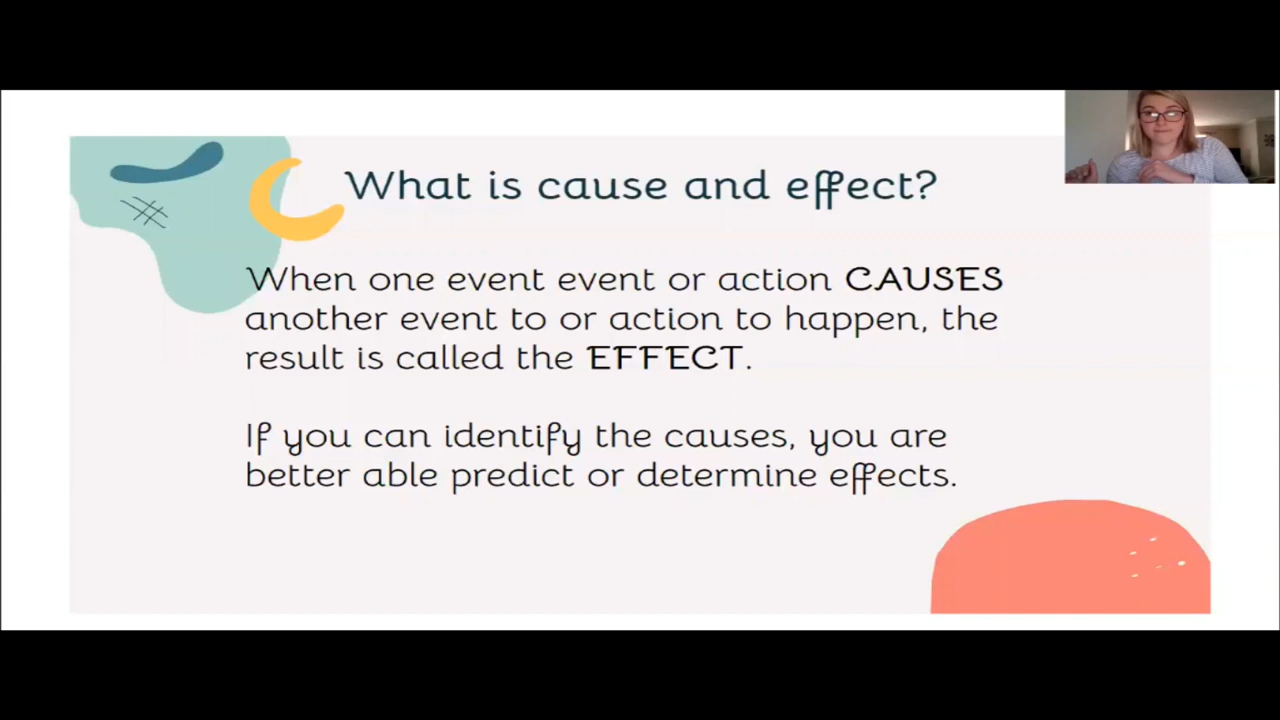 What is cause and effect?
When one event event or action CAUSES
another event to or action to happen, the
result is called the EFFECT.
If you can identify the causes, you are
better able predict or determine effects.